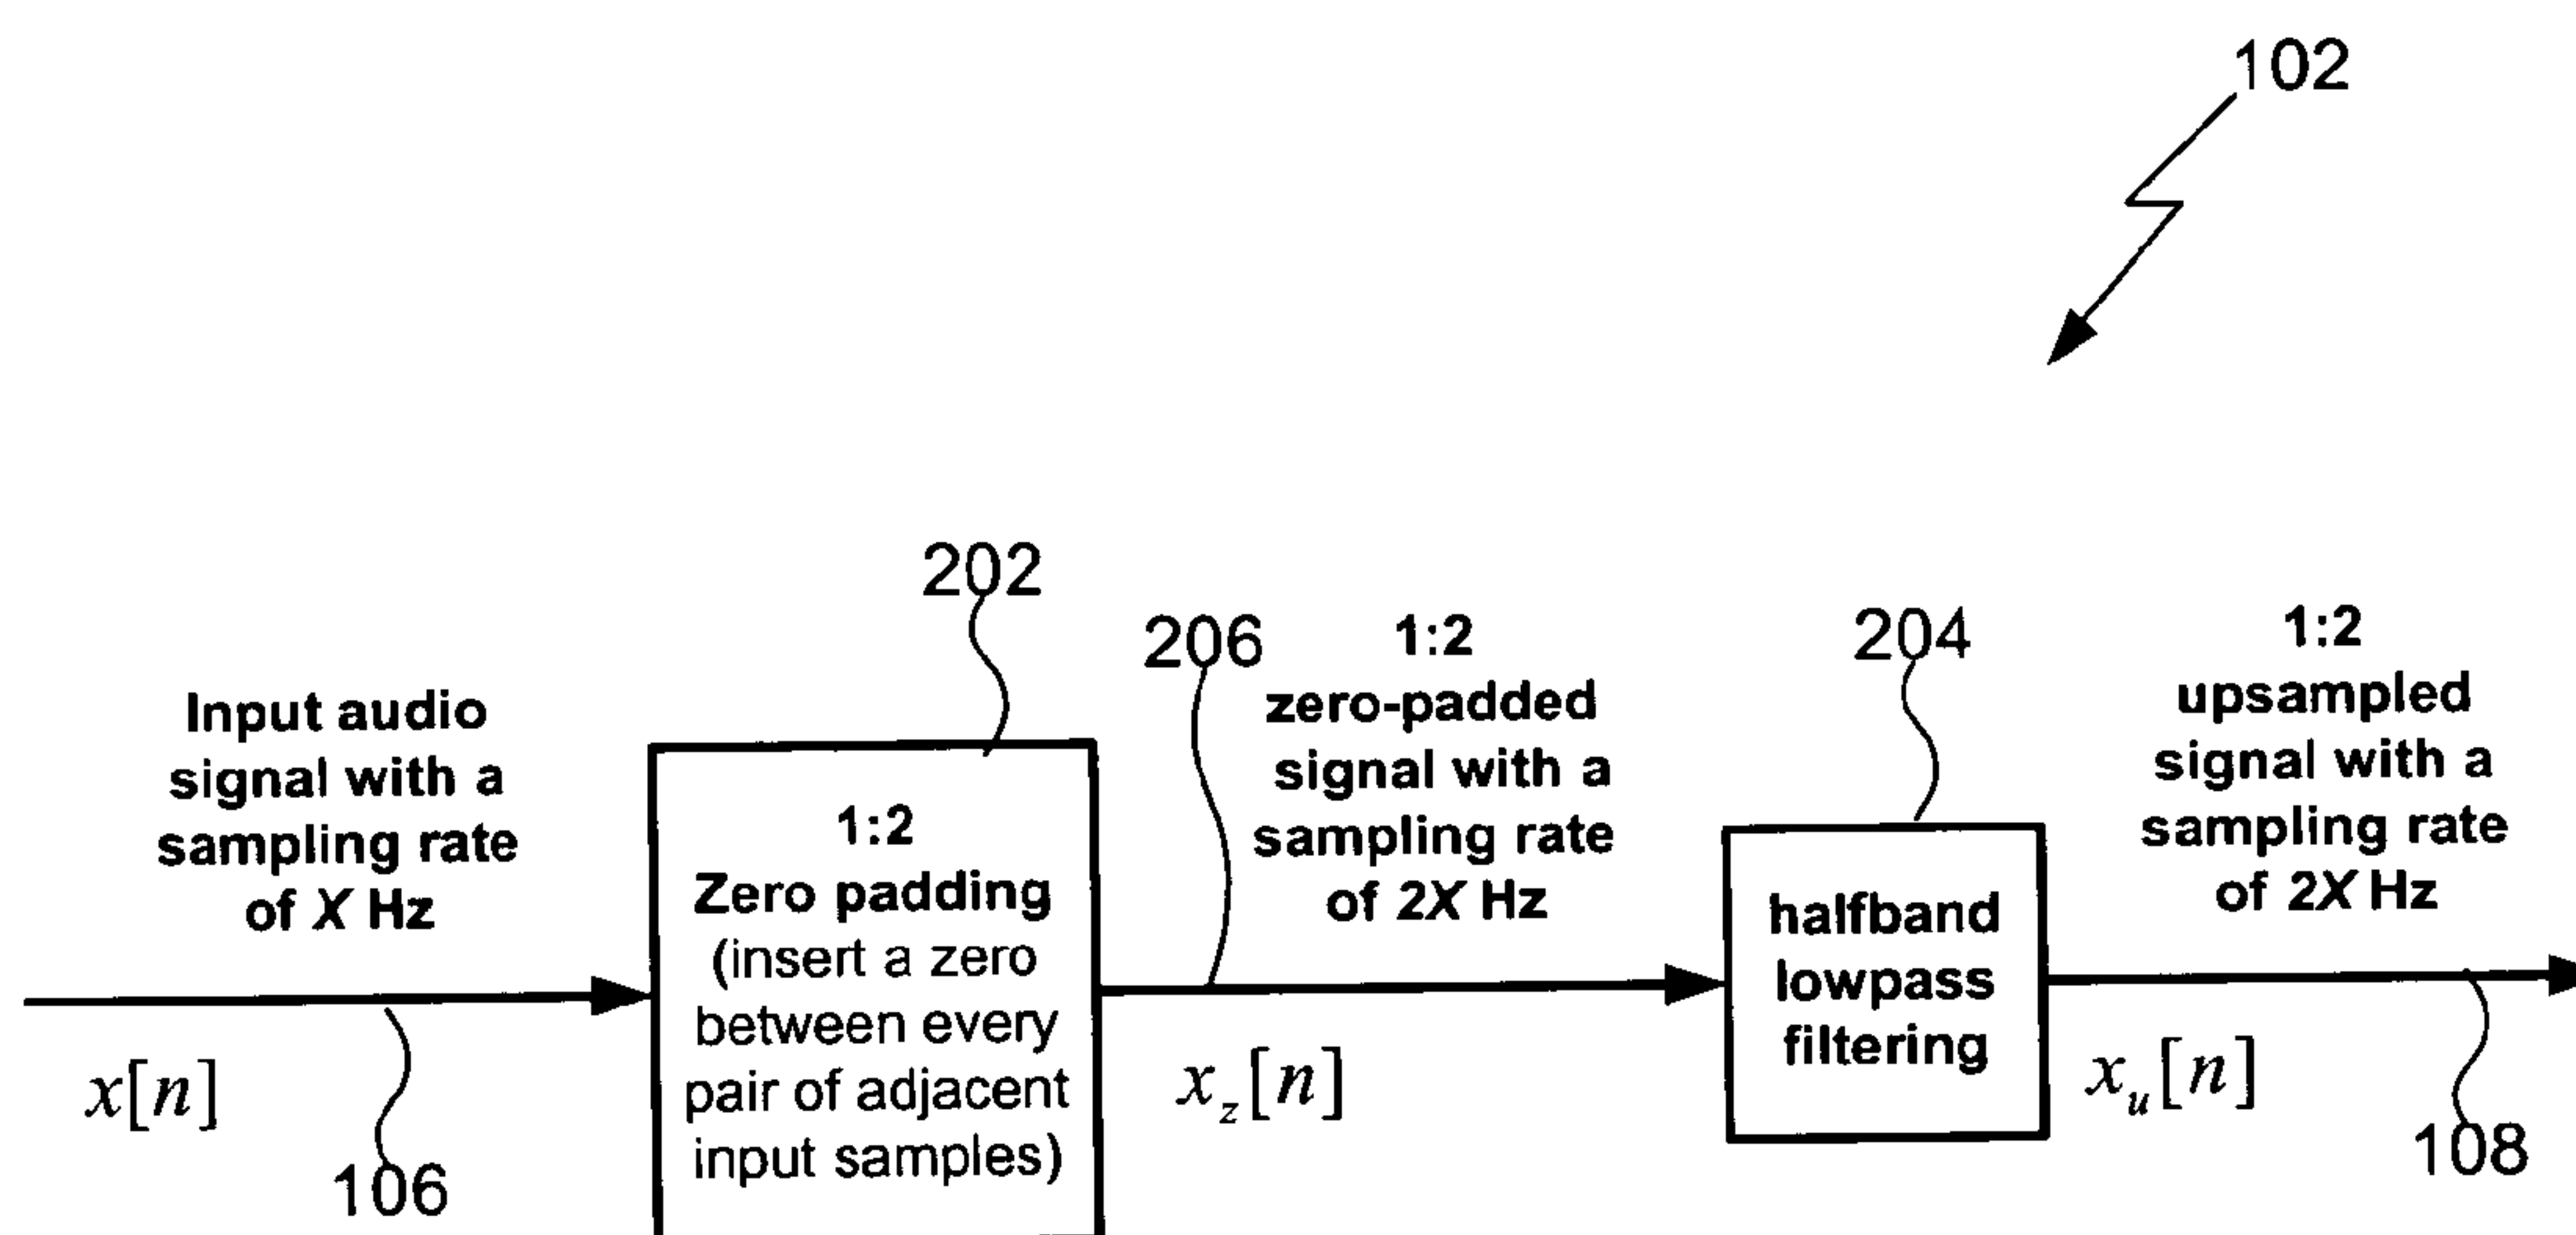 102
202
206
204
Input audio
signal with a
sampling rate
of X Hz
1:2
Zero padding
(insert a zero
between every
pair of adjacent
input samples)
1:2
zero-padded
signal with a
sampling rate
of 2X Hz
halfband
lowpass
filtering
1:2
upsampled
signal with a
sampling rate
of 2X Hz
x[n]
x_z[n]
x_u[n]
106
108